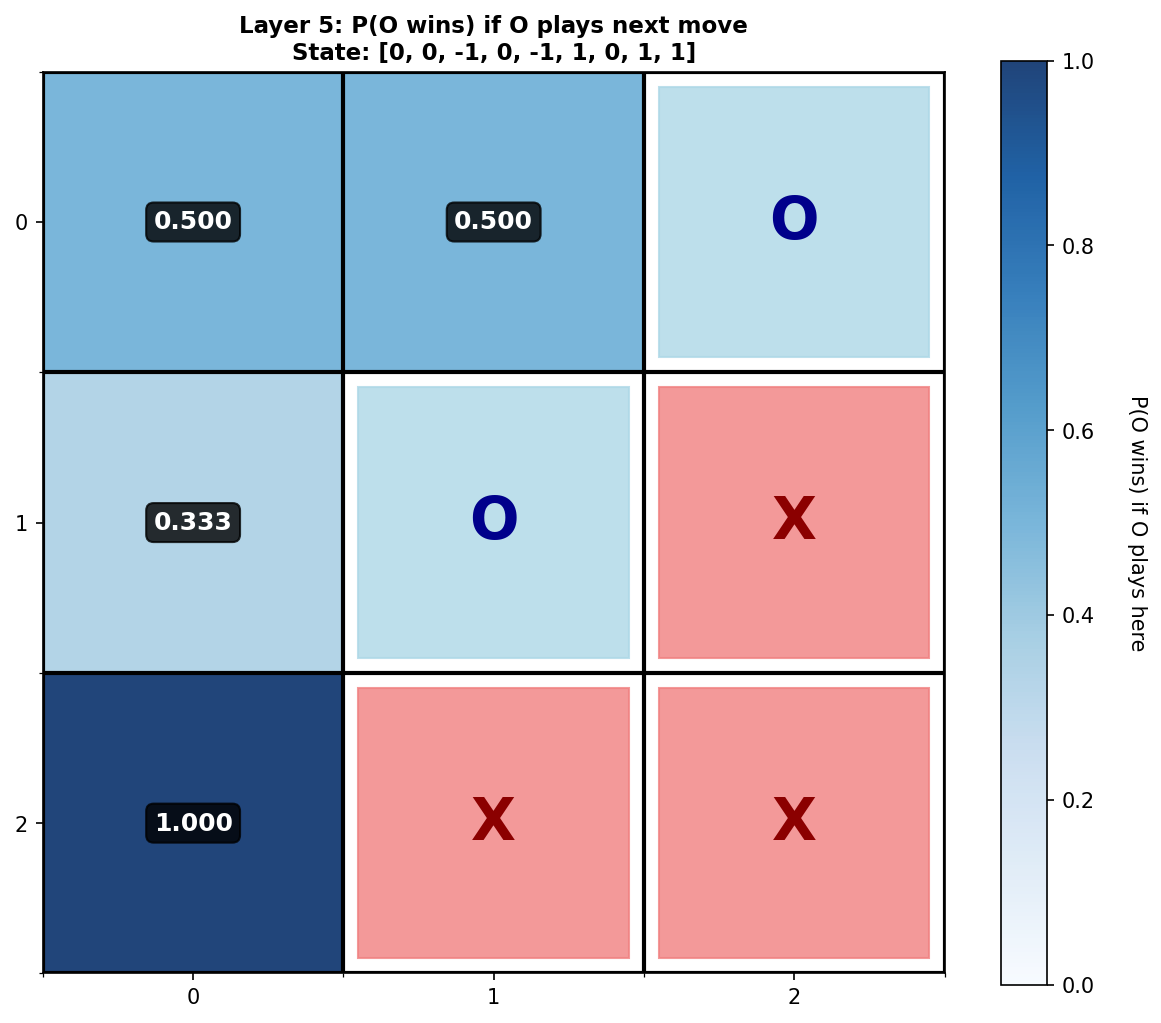 Layer 5: P(O wins) if O plays next move
State: [0, 0, -1, 0, -1, 1, 0, 1, 1]
0
0.500
0.500
O
1
0.333
O
X
2
1.000
X
X
0
1
2
1.0
0.8
0.6
0.4
0.2
0.0
P(O wins) if O plays here